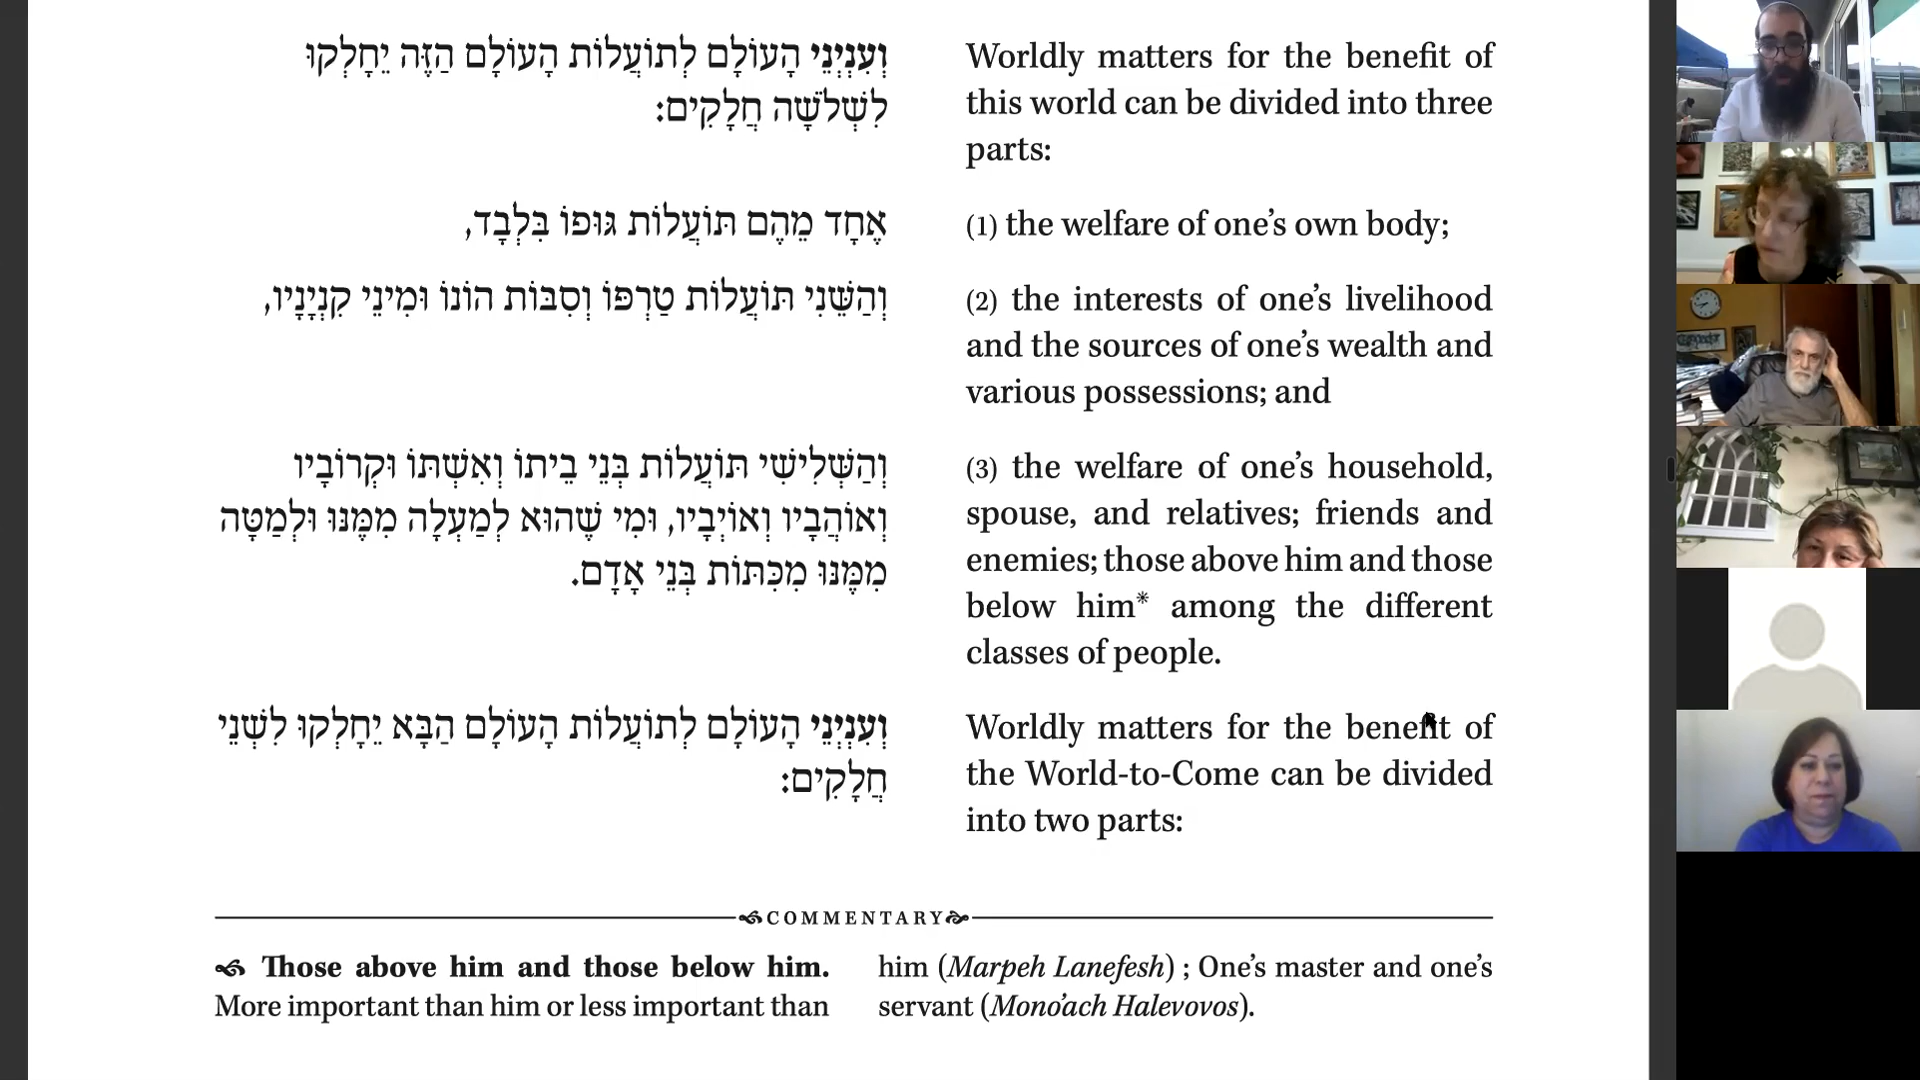 וְעִנְיְנֵי הָעוֹלָם לְתוֹעֲלוֹת הָעוֹלָם הַזֶּה יֵחָלְקוּ
לִשְׁלֹשָׁה חֲלָקִים:
Worldly matters for the benefit of
this world can be divided into three
parts:
אֶחָד מֵהֶם תּוֹעֲלוֹת גּוּפוֹ בִּלְבָד,
(1) the welfare of one’s own body;
וְהַשֵּׁנִי תּוֹעֲלוֹת טַרְפּוֹ וְסִבּוֹת הוֹנוֹ וּמִינֵי קִנְיָנָיו,
(2) the interests of one’s livelihood
and the sources of one’s wealth and
various possessions; and
וְהַשְּׁלִישִׁי תּוֹעֲלוֹת בְּנֵי בֵיתוֹ וְאִשְׁתּוֹ וּקְרוֹבָיו
וְאוֹהֲבָיו וְאוֹיְבָיו, וּמִי שֶׁהוּא לְמַעְלָה מִמֶּנּוּ וּלְמַטָּה
מִמֶּנּוּ מִכִּתּוֹת בְּנֵי אָדָם.
(3) the welfare of one’s household,
spouse, and relatives; friends and
enemies; those above him and those
below him* among the different
classes of people.
וְעִנְיְנֵי הָעוֹלָם לְתוֹעֲלוֹת הָעוֹלָם הַבָּא יֵחָלְקוּ לִשְׁנֵי
חֲלָקִים:
Worldly matters for the benefit of
the World-to-Come can be divided
into two parts:
COMMENTARY
Those above him and those below him.
More important than him or less important than
him (Marpeh Lanefesh) ; One’s master and one’s
servant (Mono’ach Halevovos).